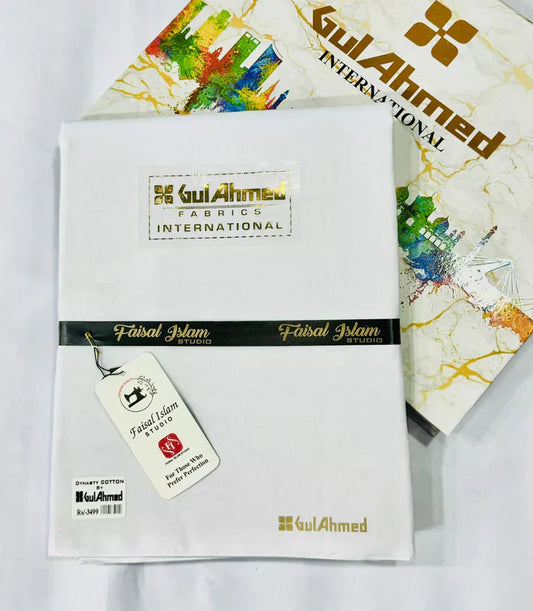 GulAhmed
INTERNATIONAL
GulAhmed
FABRICS
INTERNATIONAL
Faisal Islam
STUDIO
Faisal Islam
STUDIO
Faisal Islam
STUDIO
For Those Who
Prefer Perfection
DYNASTY COTTON
BY
GulAhmed
Rs/-3499
GulAhmed